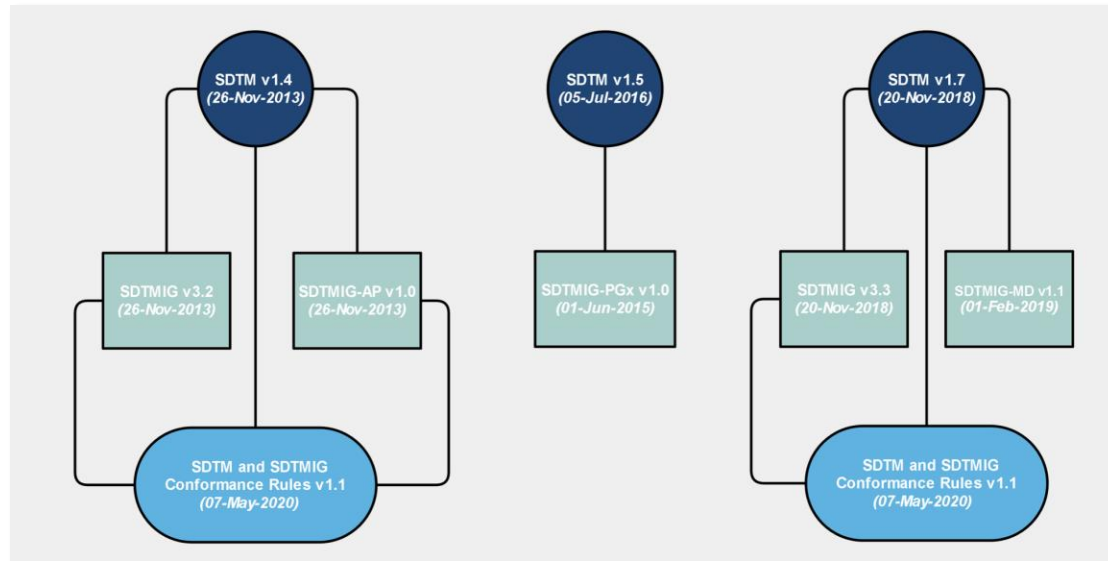 SDTM v1.4
(26-Nov-2013)
SDTM v1.5
(05-Jul-2016)
SDTM v1.7
(20-Nov-2018)
SDTMIG v3.2
(26-Nov-2013)
SDTMIG-AP v1.0
(26-Nov-2013)
SDTMIG-PGx v1.0
(01-Jun-2015)
SDTMIG v3.3
(20-Nov-2018)
SDTMIG-MD v1.1
(01-Feb-2019)
SDTM and SDTMIG
Conformance Rules v1.1
(07-May-2020)
SDTM and SDTMIG
Conformance Rules v1.1
(07-May-2020)